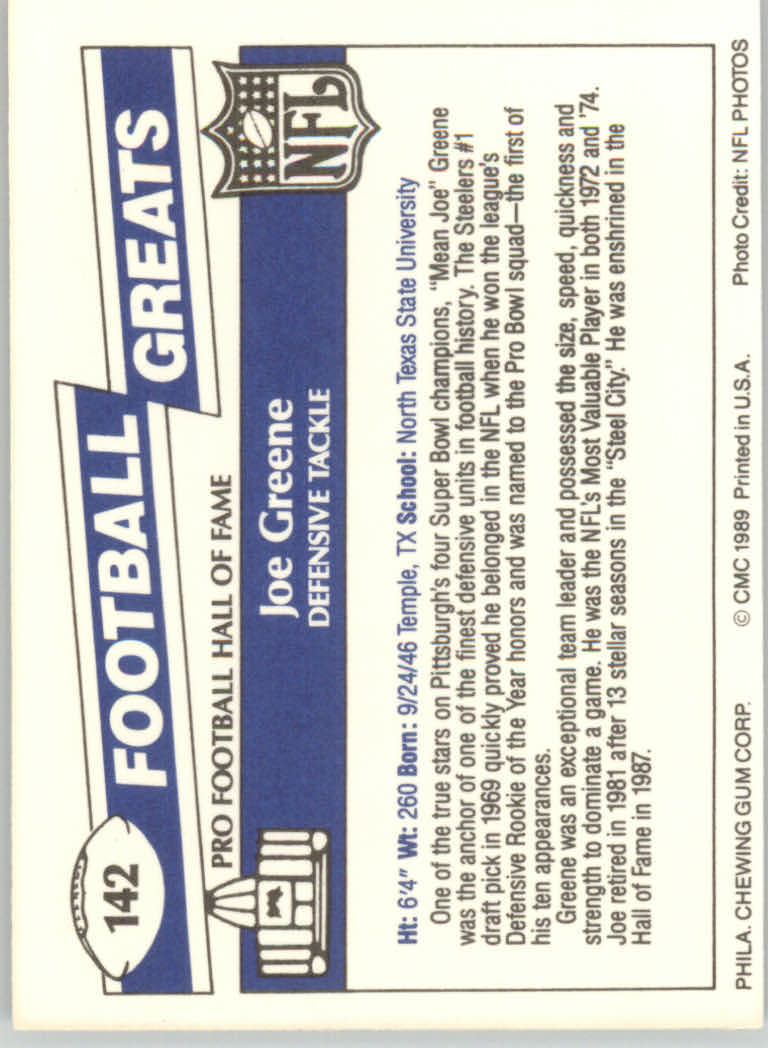 142
FOOTBALL
GREATS
PRO FOOTBALL HALL OF FAME
NFL
Joe Greene
DEFENSIVE TACKLE
Ht: 6'4" Wt: 260 Born: 9/24/46 Temple, TX School: North Texas State University
One of the true stars on Pittsburgh's four Super Bowl champions, "Mean Joe" Greene
was the anchor of one of the finest defensive units in football history. The Steelers #1
draft pick in 1969 quickly proved he belonged in the NFL when he won the league's
Defensive Rookie of the Year honors and was named to the Pro Bowl squad—the first of
his ten appearances.
Greene was an exceptional team leader and possessed the size, speed, quickness and
strength to dominate a game. He was the NFL's Most Valuable Player in both 1972 and '74.
Joe retired in 1981 after 13 stellar seasons in the "Steel City." He was enshrined in the
Hall of Fame in 1987.
PHILA. CHEWING GUM CORP. © CMC 1989 Printed in U.S.A. Photo Credit: NFL PHOTOS